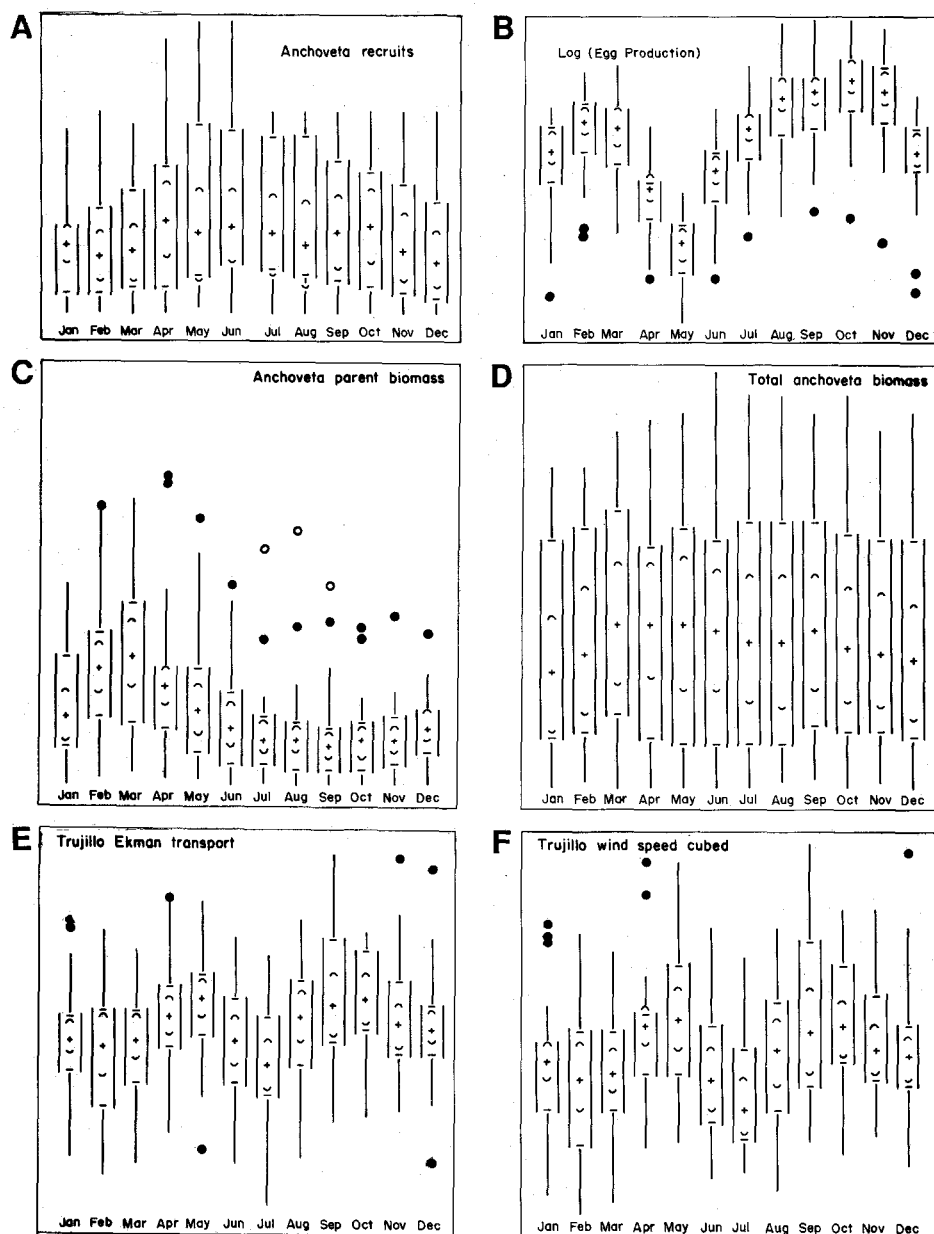 A
Anchoveta recruits
Jan Feb Mar Apr May Jun Jul Aug Sep Oct Nov Dec
B
Log (Egg Production)
Jan Feb Mar Apr May Jun Jul Aug. Sep Oct Nov Dec
C
Anchoveta parent biomass
Jan Feb Mar Apr May Jun Jul Aug Sep Oct Nov Dec
D
Total anchoveta biomass
Jan Feb Mar Apr May Jun Jul Aug Sep Oct Nov Dec
E
Trujillo Ekman transport
Jan Feb Mar Apr May Jun Jul Aug Sep Oct Nov Dec
F
Trujillo wind speed cubed
Jan Feb Mar Apr May Jun Jul Aug Sep Oct Nov Dec